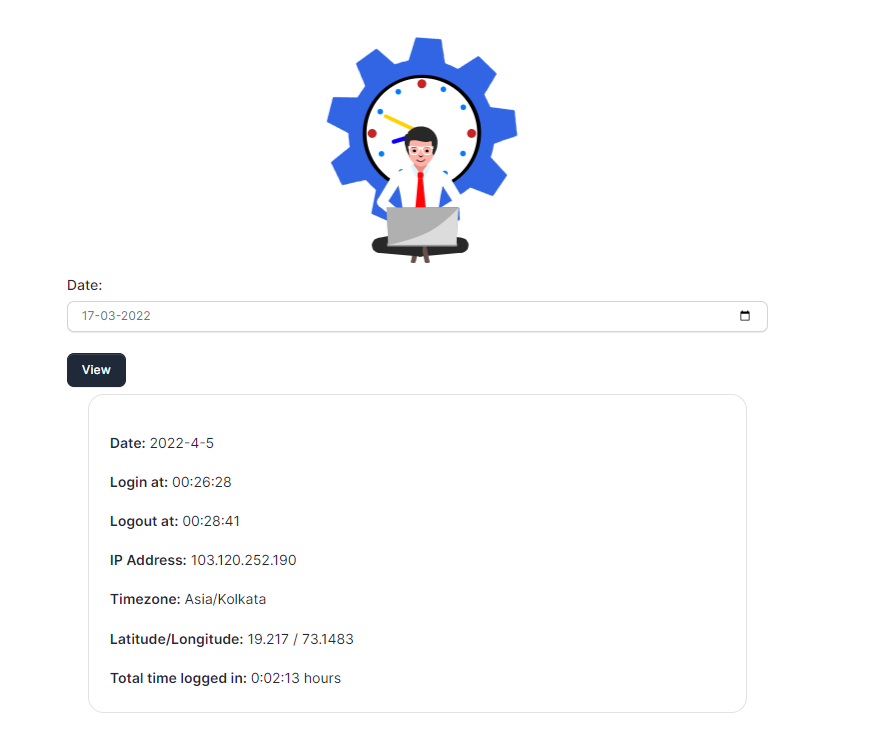 Date:
17-03-2022
View
Date: 2022-4-5
Login at: 00:26:28
Logout at: 00:28:41
IP Address: 103.120.252.190
Timezone: Asia/Kolkata
Latitude/Longitude: 19.217 / 73.1483
Total time logged in: 0:02:13 hours